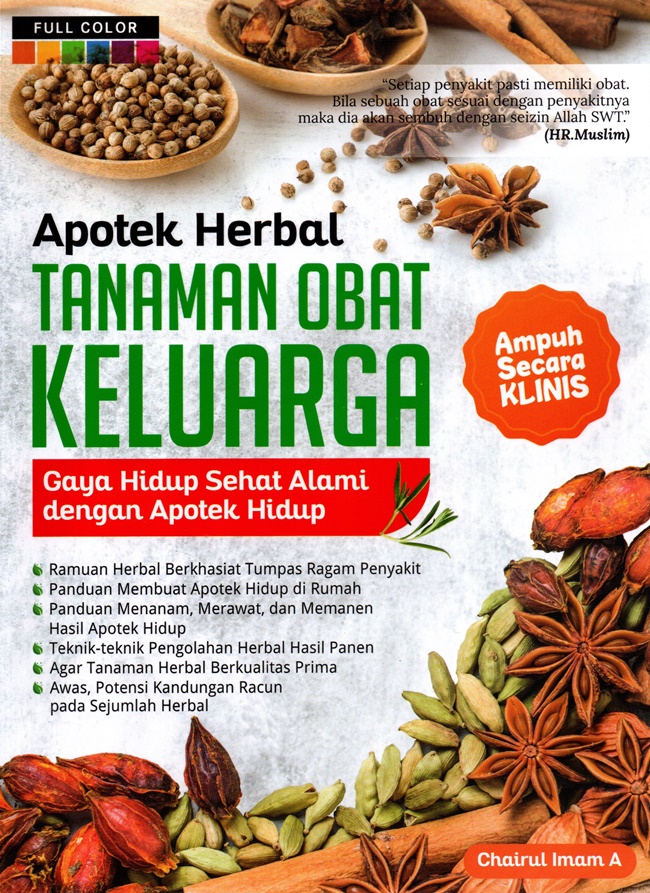 FULL COLOR
“Setiap penyakit pasti memiliki obat.
Bila sebuah obat sesuai dengan penyakitnya
maka dia akan sembuh dengan seizin Allah SWT.”
(HR.Muslim)
Apotek Herbal
TANAMAN OBAT
KELUARGA
Ampuh
Secara
KLINIS
Gaya Hidup Sehat Alami
dengan Apotek Hidup
Ramuan Herbal Berkhasiat Tumpas Ragam Penyakit
Panduan Membuat Apotek Hidup di Rumah
Panduan Menanam, Merawat, dan Memanen
Hasil Apotek Hidup
Teknik-teknik Pengolahan Herbal Hasil Panen
Agar Tanaman Herbal Berkualitas Prima
Awas, Potensi Kandungan Racun
pada Sejumlah Herbal
Chairul Imam A